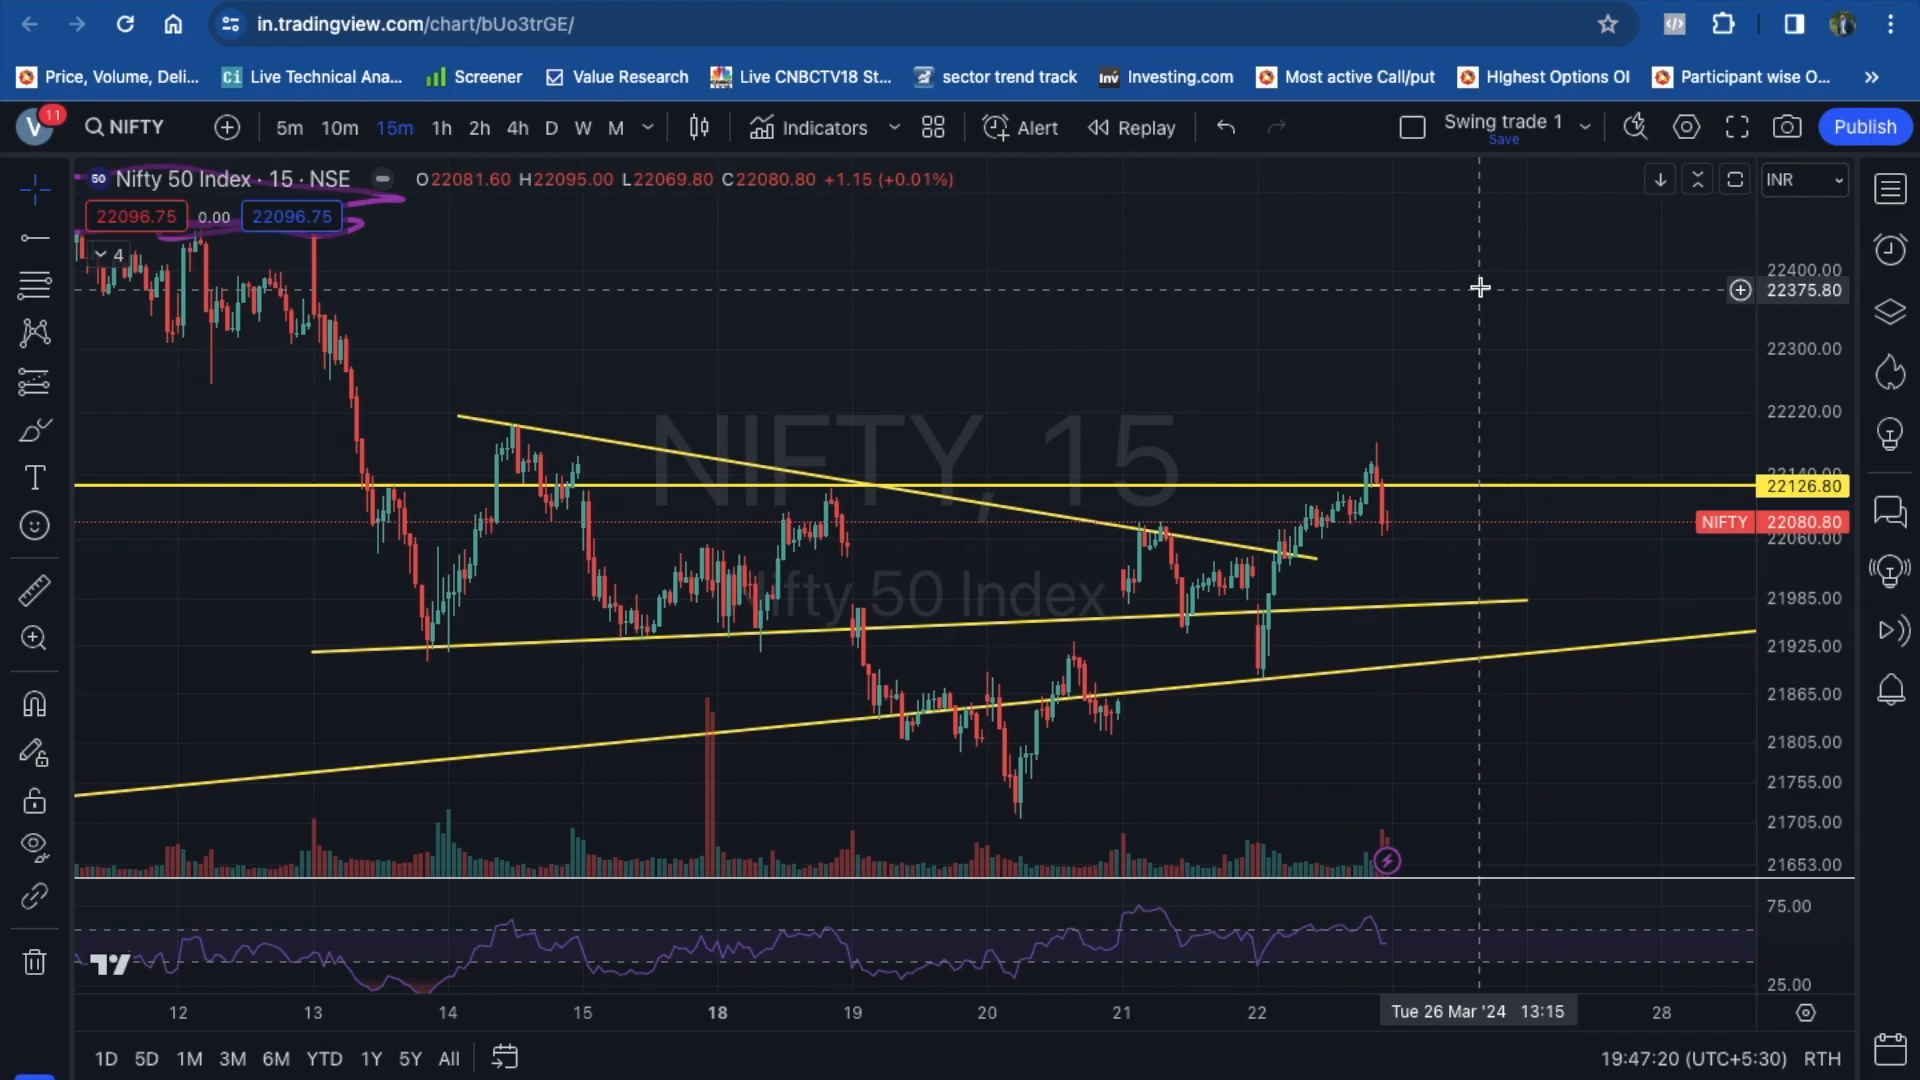 in.tradingview.com/chart/bUo3trGE/
Price, Volume, Deli...
Ci Live Technical Ana...
Screener
Value Research
Live CNBCTV18 St...
sector trend track
Inv Investing.com
Most active Call/put
HIghest Options OI
Participant wise O...
V 11 NIFTY 5m 10m 15m 1h 2h 4h D W M Indicators Alert Replay Swing trade 1 Publish
Save
50 Nifty 50 Index · 15 · NSE O22081.60 H22095.00 L22069.80 C22080.80 +1.15 (+0.01%) INR
22096.75 0.00 22096.75
4
22400.00
22375.80
22300.00
22220.00
NIFTY, 15
22140.00
22126.80
NIFTY 22080.80
22060.00
Nifty 50 Index
21985.00
21925.00
21865.00
21805.00
21755.00
21705.00
21653.00
75.00
25.00
12 13 14 15 18 19 20 21 22 Tue 26 Mar '24 13:15 28
1D 5D 1M 3M 6M YTD 1Y 5Y All 19:47:20 (UTC+5:30) RTH